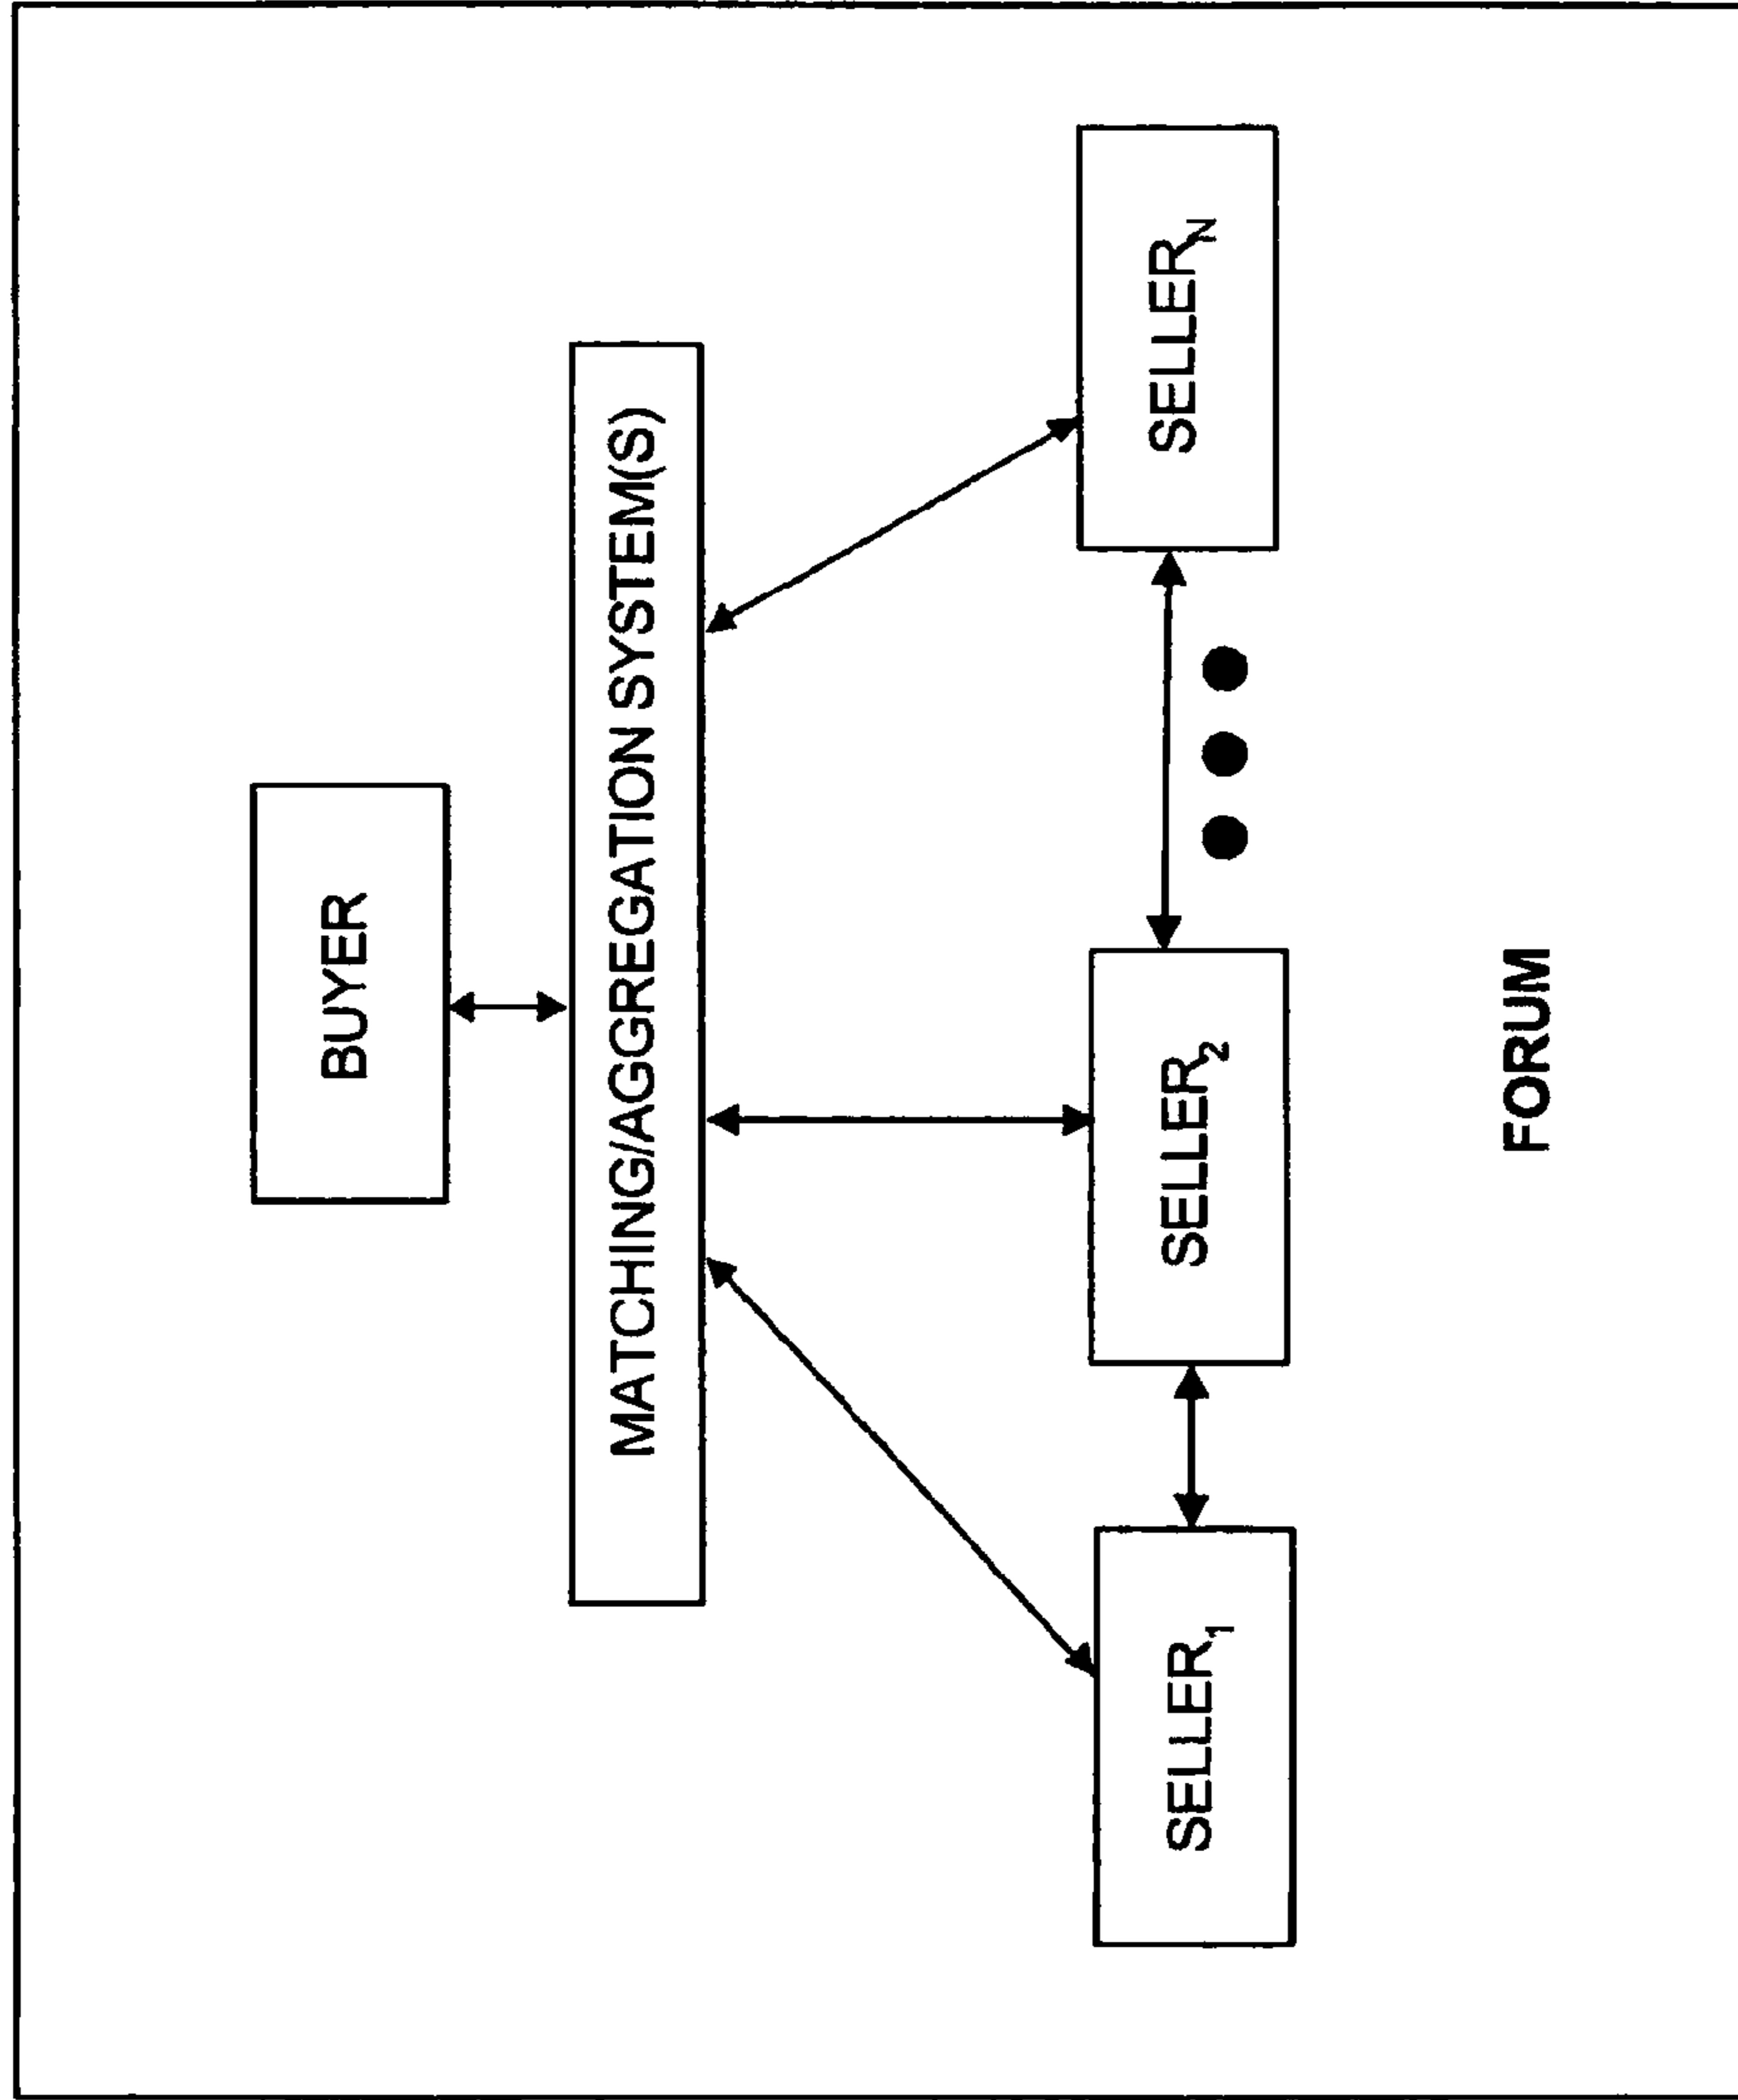 BUYER
MATCHING/AGGREGATION SYSTEM(S)
SELLER1
SELLER2
SELLERN
FORUM